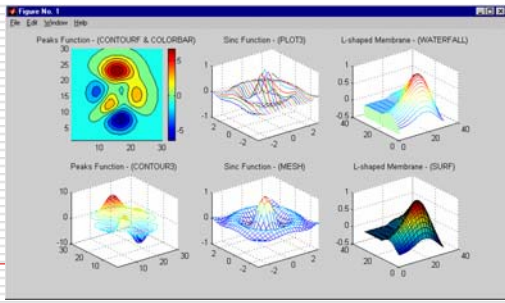 Figure No. 1
File Edit Window Help
Peaks Function - (CONTOURF & COLORBAR)
30
25
20
15
10
5
10 20 30
5
0
-5
Sinc Function - (PLOT3)
1
0
-1
2 0 -2
-2 0 2
L-shaped Membrane - (WATERFALL)
1
0.5
0
-0.5
40 20 0
0 20 40
Peaks Function - (CONTOUR3)
10
0
-10
30 20 10
10 20 30
Sinc Function - (MESH)
1
0
-1
2 0 -2
-2 0 2
L-shaped Membrane - (SURF)
1
0.5
0
-0.5
40 20 0
0 20 40